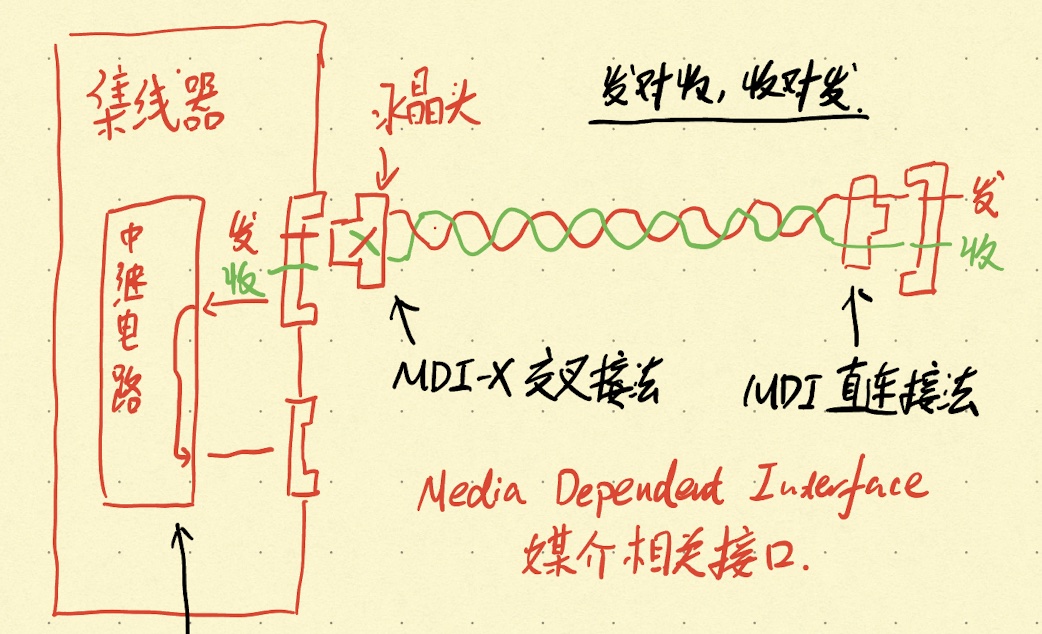 集线器
水晶头
发对收，收对发.
发
收
中继电路
发
收
X
MDI-X 交叉接法
MDI 直连接法
Media Dependent Interface
媒介相关接口.